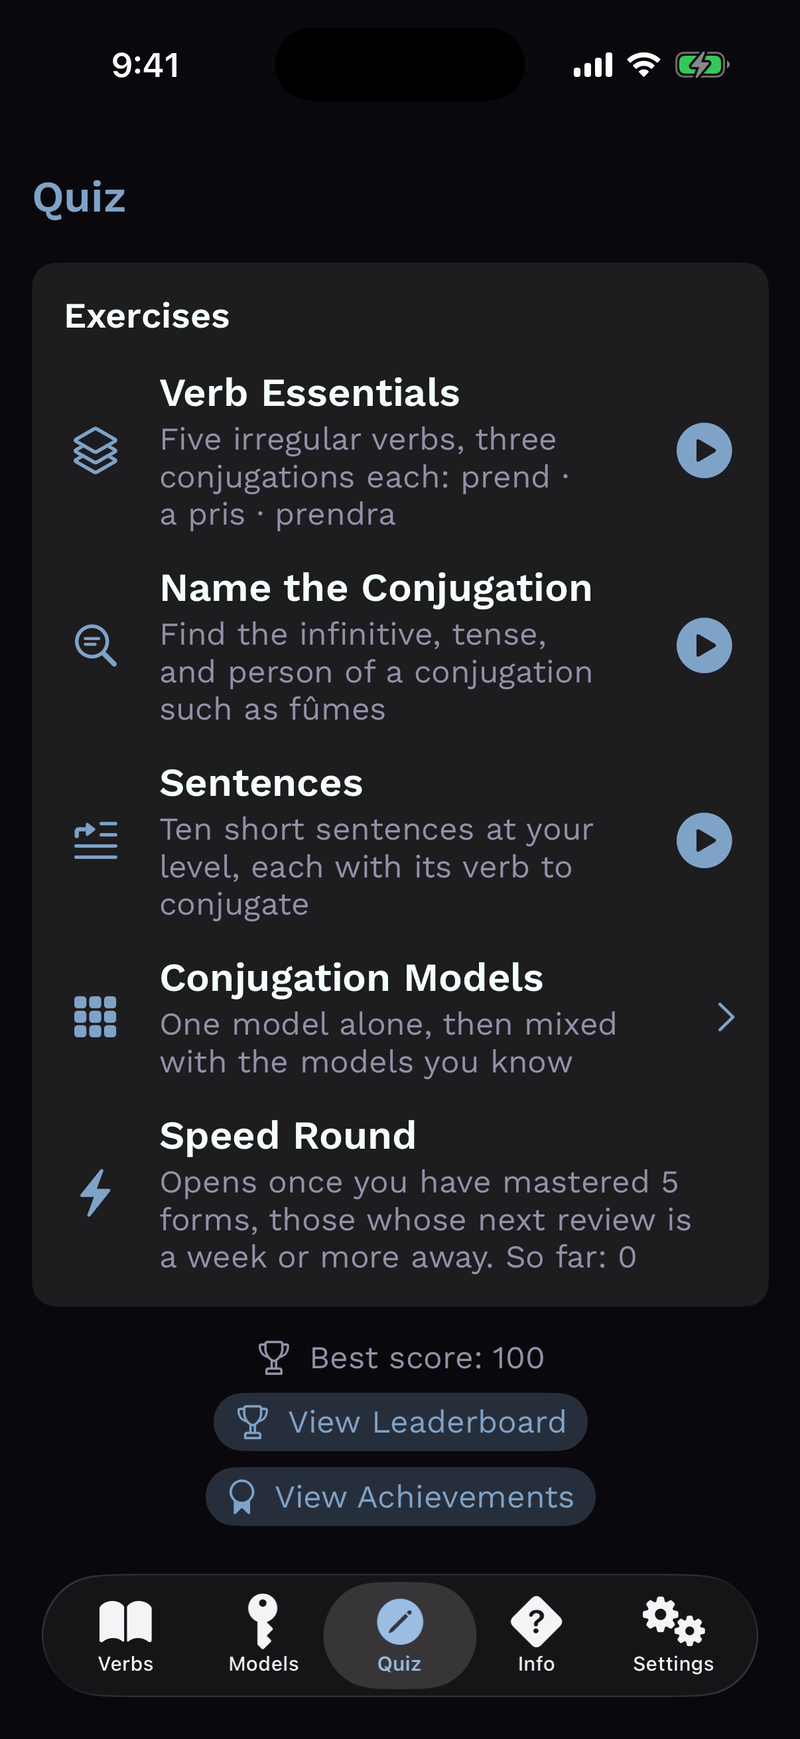 9:41
Quiz
Exercises
Verb Essentials
Five irregular verbs, three
conjugations each: prend ·
a pris · prendra
Name the Conjugation
Find the infinitive, tense,
and person of a conjugation
such as fûmes
Sentences
Ten short sentences at your
level, each with its verb to
conjugate
Conjugation Models
One model alone, then mixed
with the models you know
Speed Round
Opens once you have mastered 5
forms, those whose next review is
a week or more away. So far: 0
Best score: 100
View Leaderboard
View Achievements
Verbs
Models
Quiz
Info
Settings